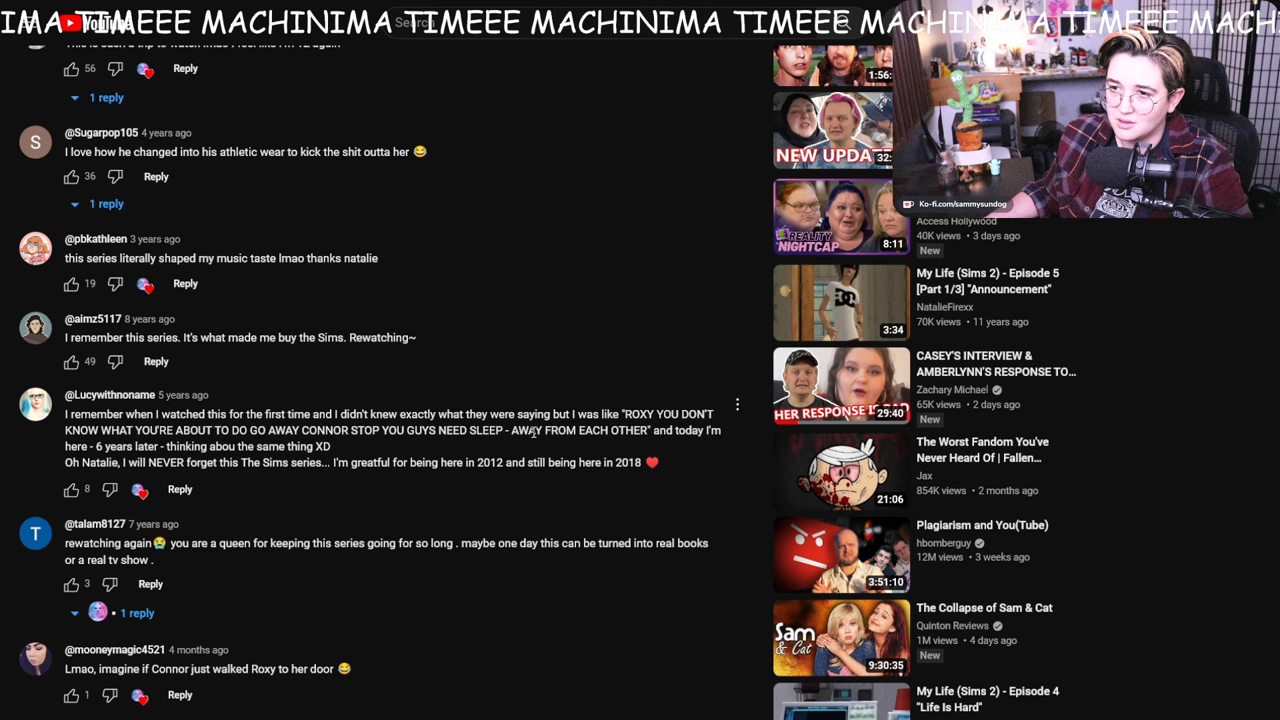 IMA TIMEEE MACHINIMA TIMEEE MACHINIMA TIMEEE MACHINIMA TIMEEE MACH
Search
56
Reply
1 reply
@Sugarpop105 4 years ago
I love how he changed into his athletic wear to kick the shit outta her 😂
Reply
1 reply
@pbkathleen 3 years ago
this series literally shaped my music taste lmao thanks natalie
19
Reply
@aimz5117 8 years ago
I remember this series. It's what made me buy the Sims. Rewatching~
49
Reply
@Lucywithnoname 5 years ago
I remember when I watched this for the first time and I didn't knew exactly what they were saying but I was like "ROXY YOU DON'T
KNOW WHAT YOU'RE ABOUT TO DO GO AWAY CONNOR STOP YOU GUYS NEED SLEEP - AWAY FROM EACH OTHER" and today I'm
here - 6 years later - thinking abou the same thing XD
Oh Natalie, I will NEVER forget this The Sims series... I'm greatful for being here in 2012 and still being here in 2018 ♥
8
Reply
@talam8127 7 years ago
rewatching again😭 you are a queen for keeping this series going for so long . maybe one day this can be turned into real books
or a real tv show .
3
Reply
1 reply
@mooneymagic4521 4 months ago
Lmao, imagine if Connor just walked Roxy to her door 😂
1
Reply
1:56:
NEW UPDA
32:
REALITY
NIGHTCAP
8:11
Access Hollywood
40K views • 3 days ago
New
DC
3:34
My Life (Sims 2) - Episode 5
[Part 1/3] "Announcement"
NatalieFirexx
70K views • 11 years ago
HER RESPONSE IS BAD
29:40
CASEY'S INTERVIEW &
AMBERLYNN'S RESPONSE TO...
Zachary Michael
65K views • 2 days ago
New
21:06
The Worst Fandom You've
Never Heard Of | Fallen...
Jax
854K views • 2 months ago
3:51:10
Plagiarism and You(Tube)
hbomberguy
12M views • 3 weeks ago
Sam
& Cat
9:30:35
The Collapse of Sam & Cat
Quinton Reviews
1M views • 4 days ago
New
My Life (Sims 2) - Episode 4
"Life Is Hard"
Ko-fi.com/sammysundog